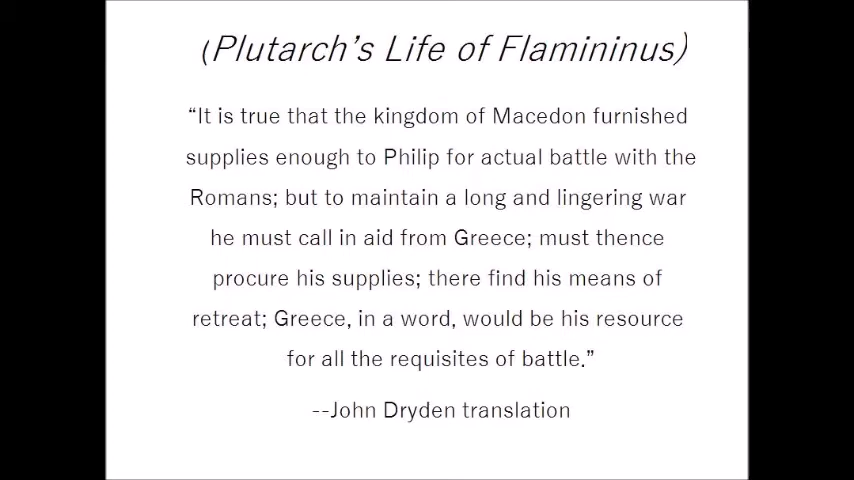 (Plutarch’s Life of Flamininus)
“It is true that the kingdom of Macedon furnished
supplies enough to Philip for actual battle with the
Romans; but to maintain a long and lingering war
he must call in aid from Greece; must thence
procure his supplies; there find his means of
retreat; Greece, in a word, would be his resource
for all the requisites of battle.”
--John Dryden translation